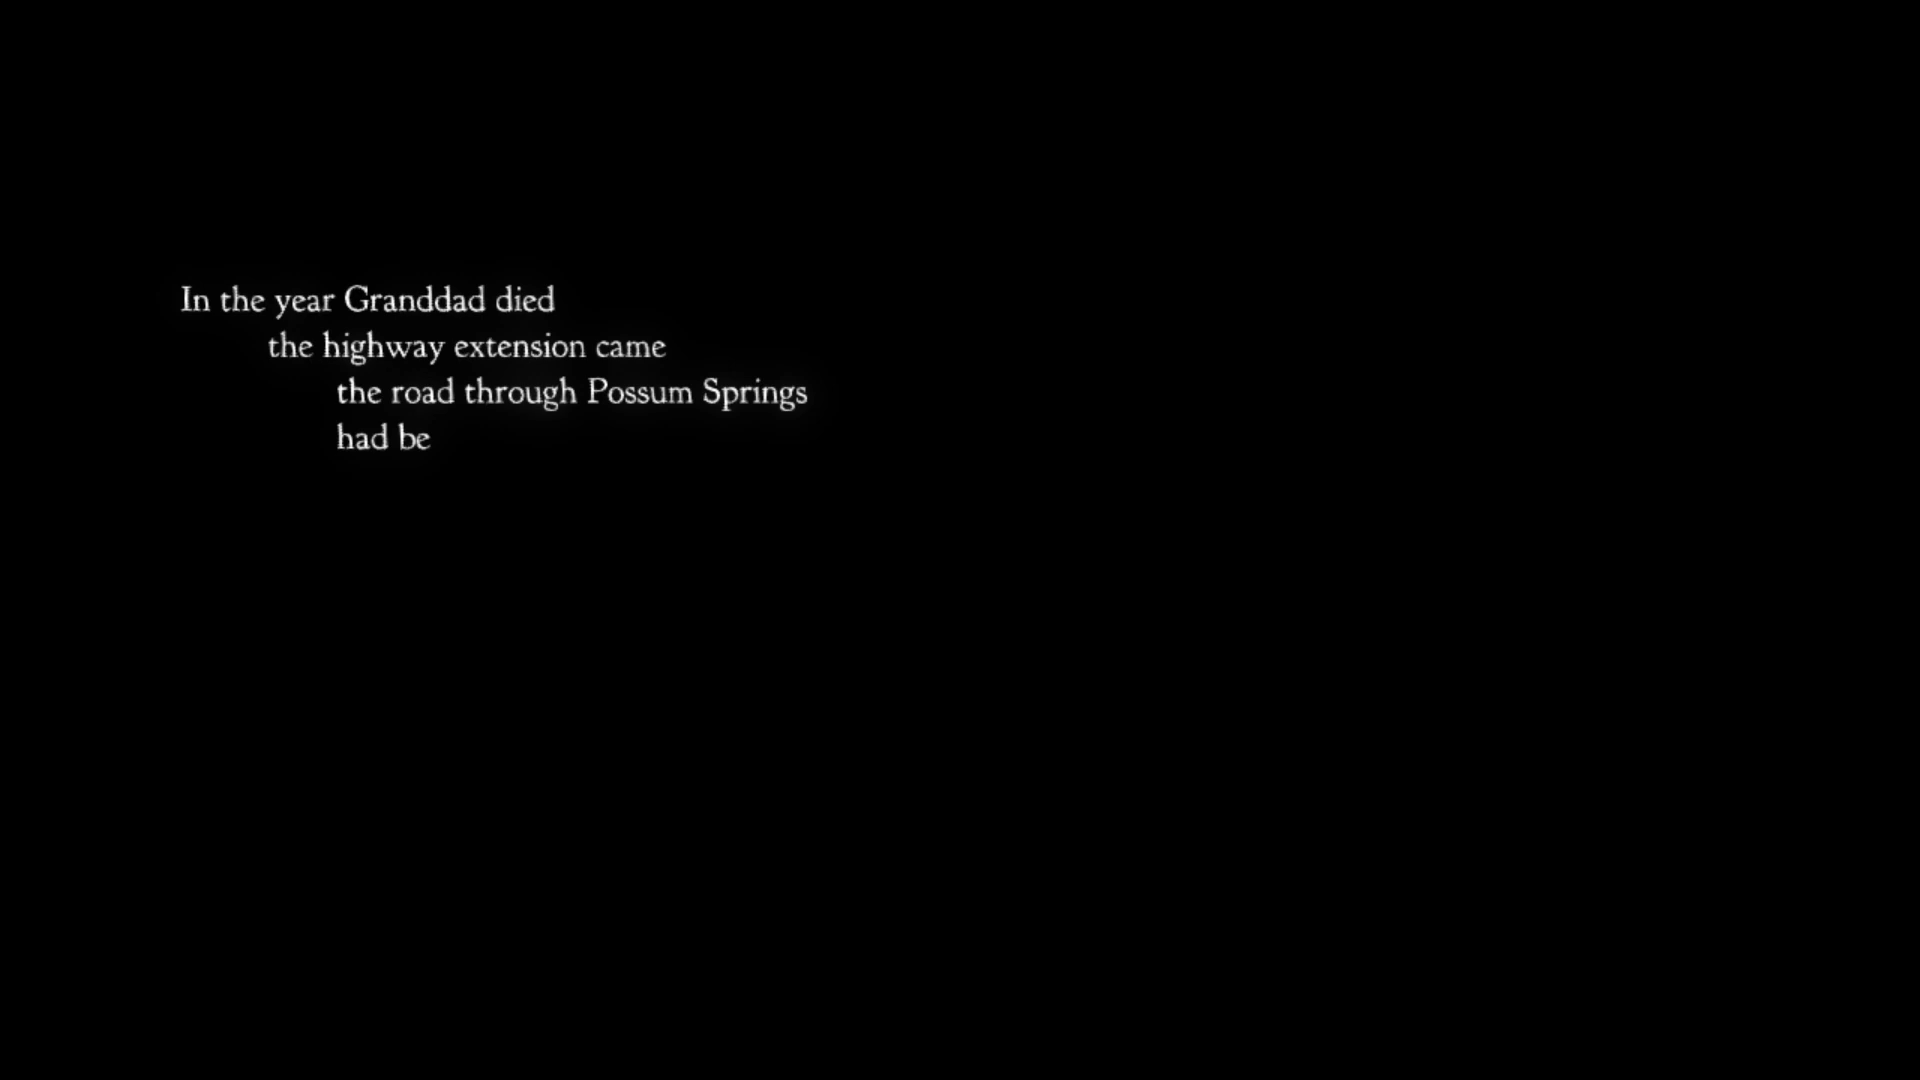 In the year Granddad died
the highway extension came
the road through Possum Springs
had be